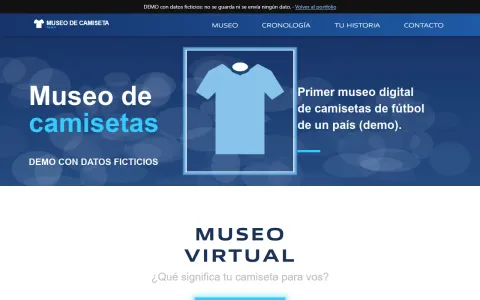 DEMO con datos ficticios: no se guarda ni se envía ningún dato. - Volver al portfolio
MUSEO DE CAMISETA
MUSEO
CRONOLOGÍA
TU HISTORIA
CONTACTO
Museo de
camisetas
DEMO CON DATOS FICTICIOS
Primer museo digital
de camisetas de fútbol
de un país (demo).
MUSEO
VIRTUAL
¿Qué significa tu camiseta para vos?